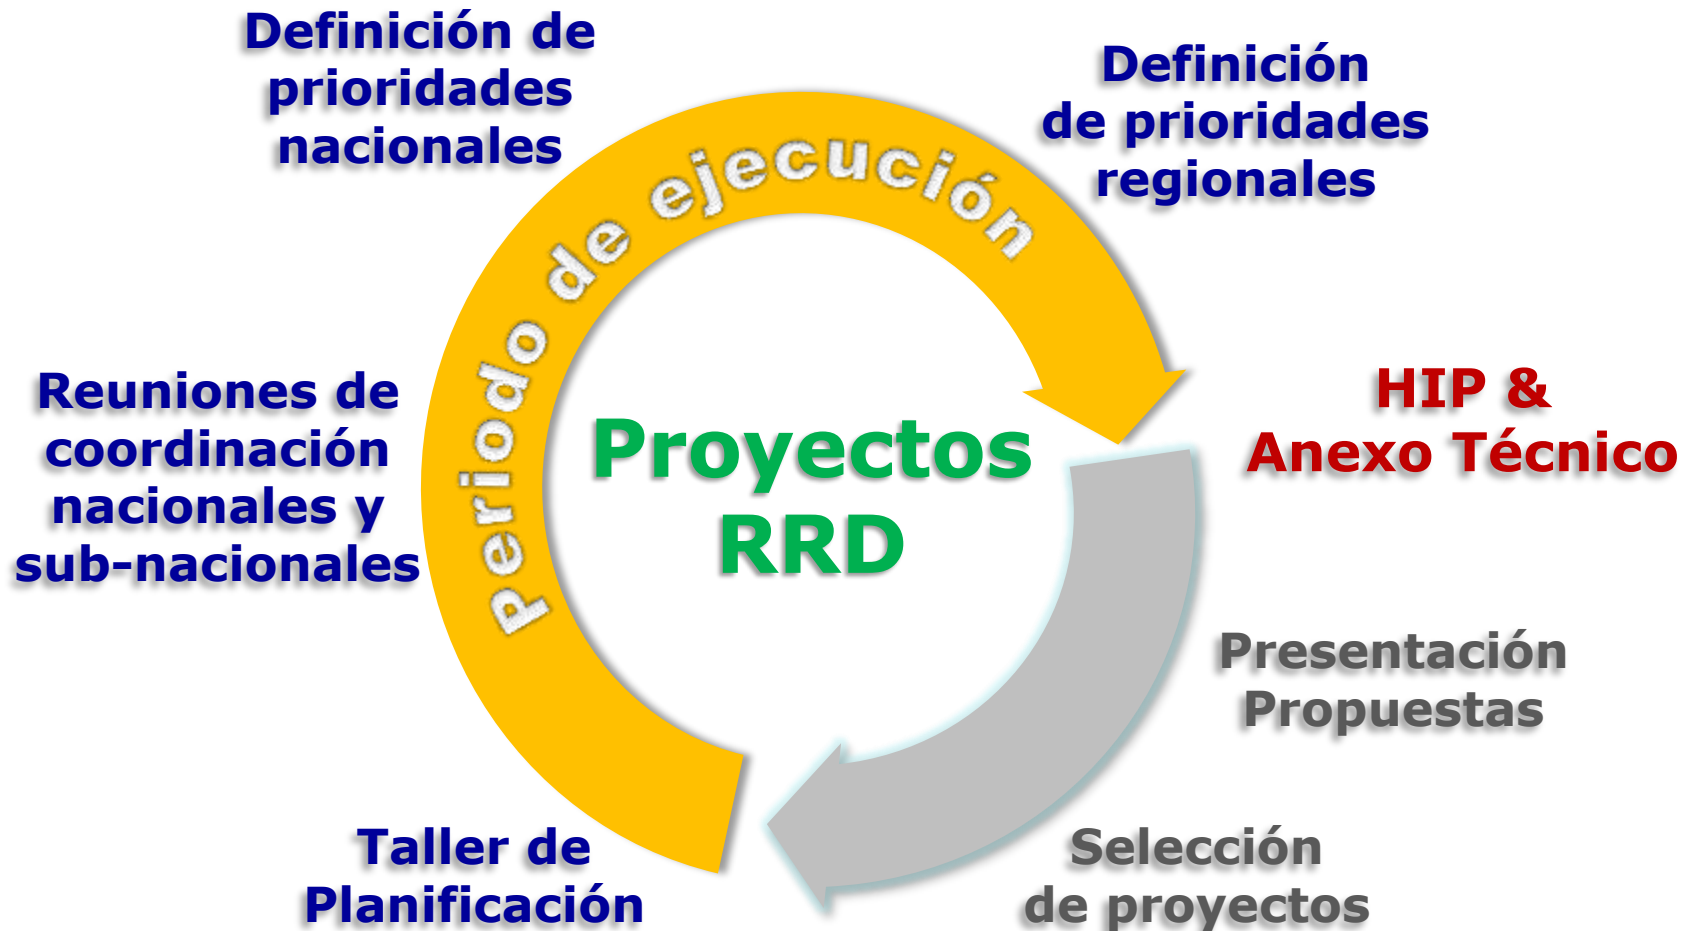 Definición de
prioridades
nacionales
Definición
de prioridades
regionales
Periodo de ejecución
Reuniones de
coordinación
nacionales y
sub-nacionales
Proyectos
RRD
HIP &
Anexo Técnico
Presentación
Propuestas
Taller de
Planificación
Selección
de proyectos